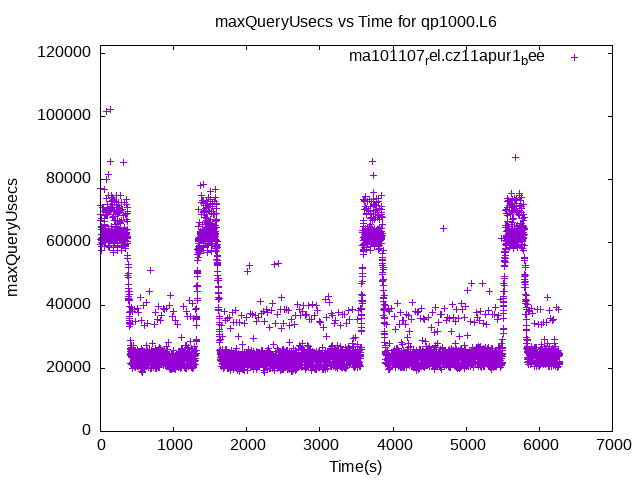 maxQueryUsecs vs Time for qp1000.L6
ma101107rel.cz11apur1bee
120000
100000
80000
60000
40000
20000
0
maxQueryUsecs
0 1000 2000 3000 4000 5000 6000 7000
Time(s)